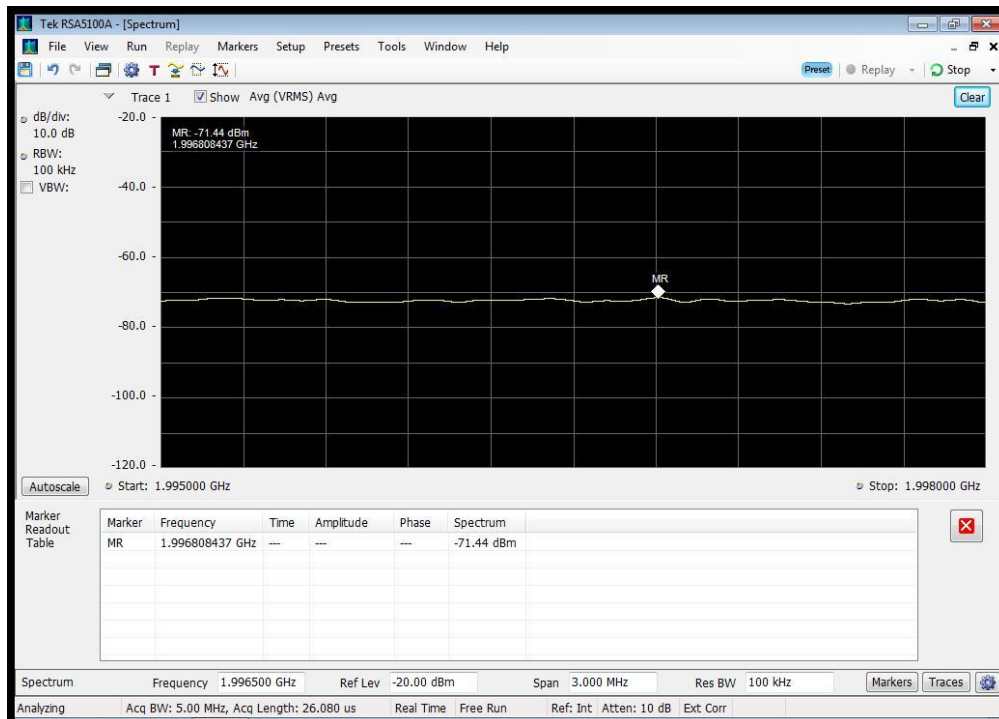 Tek RSA5100A - [Spectrum]
File View Run Replay Markers Setup Presets Tools Window Help
Preset Replay Stop
Trace 1 Show Avg (VRMS) Avg
Clear
dB/div:
10.0 dB
RBW:
100 kHz
VBW:
-20.0
-40.0
-60.0
-80.0
-100.0
-120.0
MR: -71.44 dBm
1.996808437 GHz
MR
Autoscale
Start: 1.995000 GHz
Stop: 1.998000 GHz
Marker
Readout
Table
Marker Frequency Time Amplitude Phase Spectrum
MR 1.996808437 GHz --- --- --- -71.44 dBm
Spectrum Frequency 1.996500 GHz Ref Lev -20.00 dBm Span 3.000 MHz Res BW 100 kHz Markers Traces
Analyzing Acq BW: 5.00 MHz, Acq Length: 26.080 us Real Time Free Run Ref: Int Atten: 10 dB Ext Corr